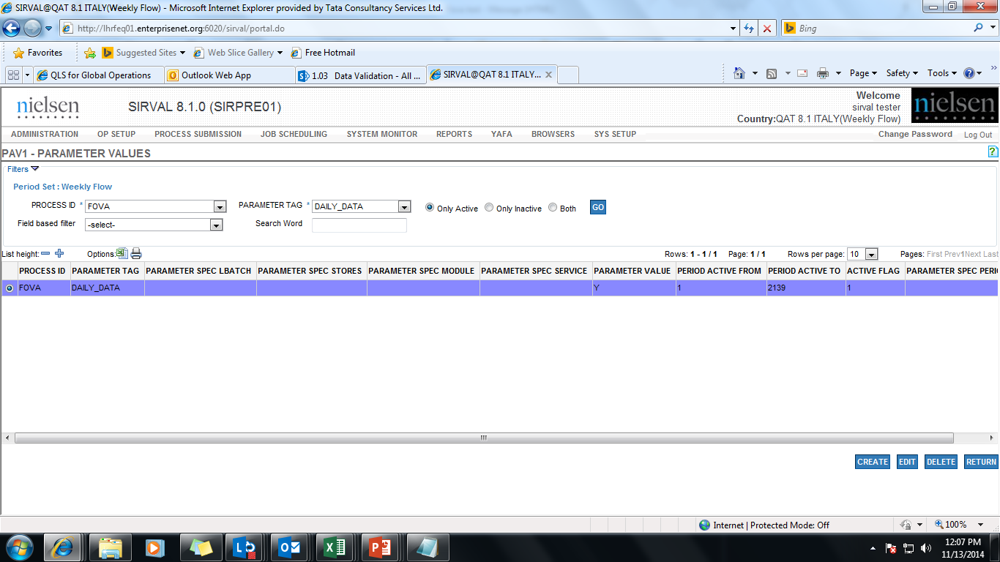 SIRVAL@QAT 8.1 ITALY(Weekly Flow) - Microsoft Internet Explorer provided by Tata Consultancy Services Ltd.
http://lhrfeq01.enterprisenet.org:6020/sirval/portal.do
Bing
Favorites Suggested Sites Web Slice Gallery Free Hotmail
QLS for Global Operations Outlook Web App 1.03 Data Validation - All ... SIRVAL@QAT 8.1 ITALY... Page Safety Tools
nielsen SIRVAL 8.1.0 (SIRPRE01) Welcome nielsen
sirval tester
Country:QAT 8.1 ITALY(Weekly Flow)
ADMINISTRATION OP SETUP PROCESS SUBMISSION JOB SCHEDULING SYSTEM MONITOR REPORTS YAFA BROWSERS SYS SETUP Change Password Log Out
PAV1 - PARAMETER VALUES
Filters
Period Set : Weekly Flow
PROCESS ID * FOVA PARAMETER TAG * DAILY_DATA Only Active Only Inactive Both GO
Field based filter -select- Search Word
List height: Options: Rows: 1 - 1 / 1 Page: 1 / 1 Rows per page: 10 Pages: First Prev1Next Last
PROCESS ID PARAMETER TAG PARAMETER SPEC LBATCH PARAMETER SPEC STORES PARAMETER SPEC MODULE PARAMETER SPEC SERVICE PARAMETER VALUE PERIOD ACTIVE FROM PERIOD ACTIVE TO ACTIVE FLAG PARAMETER SPEC PERI
FOVA DAILY_DATA Y 1 2139 1
CREATE EDIT DELETE RETURN
Internet | Protected Mode: Off 100%
12:07 PM
11/13/2014